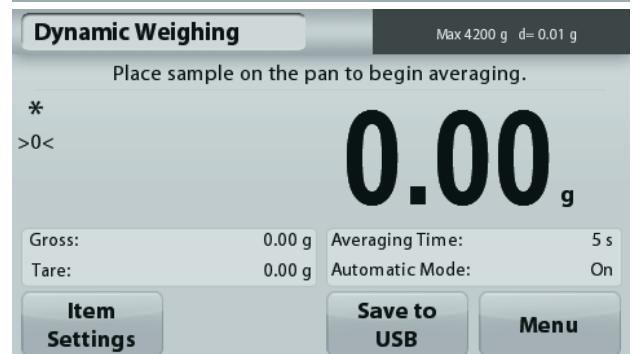 Dynamic Weighing
Max 4200 g d= 0.01 g
Place sample on the pan to begin averaging.
*
>0<
0.00 g
Gross: 0.00 g
Tare: 0.00 g
Averaging Time: 5 s
Automatic Mode: On
Item
Settings
Save to
USB
Menu